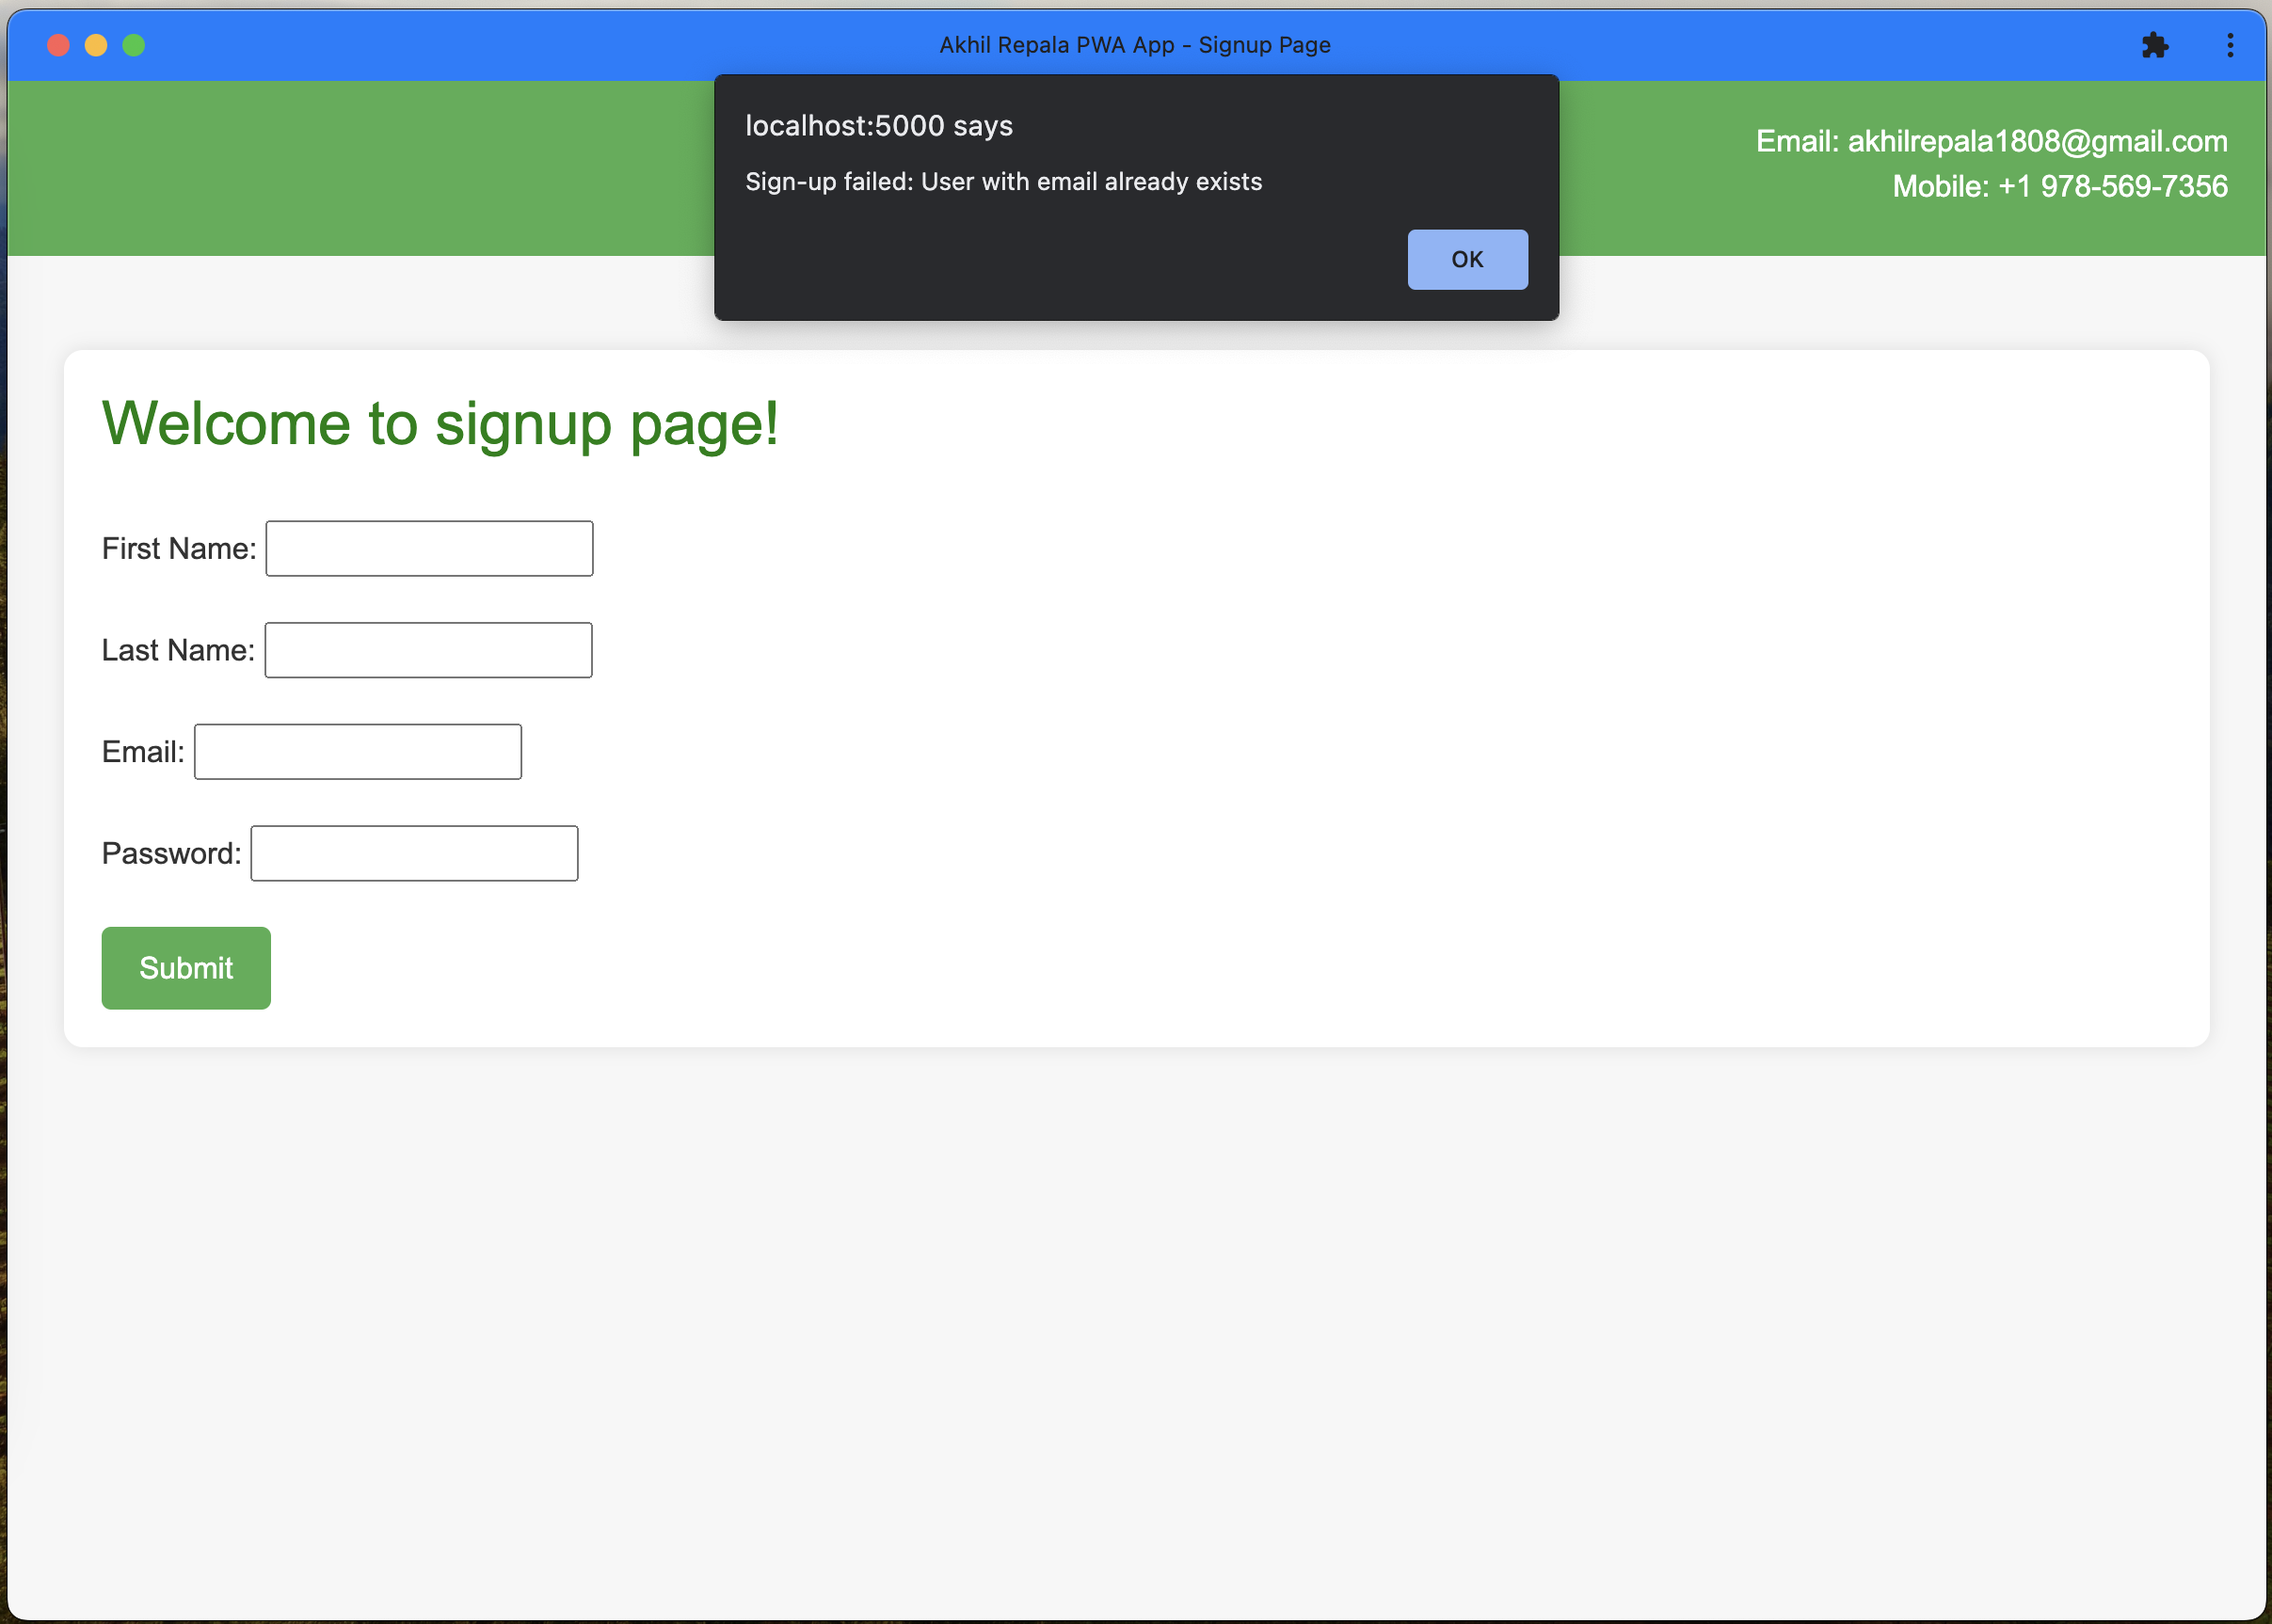 Akhil Repala PWA App - Signup Page
localhost:5000 says
Sign-up failed: User with email already exists
OK
Email: akhilrepala1808@gmail.com
Mobile: +1 978-569-7356
Welcome to signup page!
First Name:
Last Name:
Email:
Password:
Submit